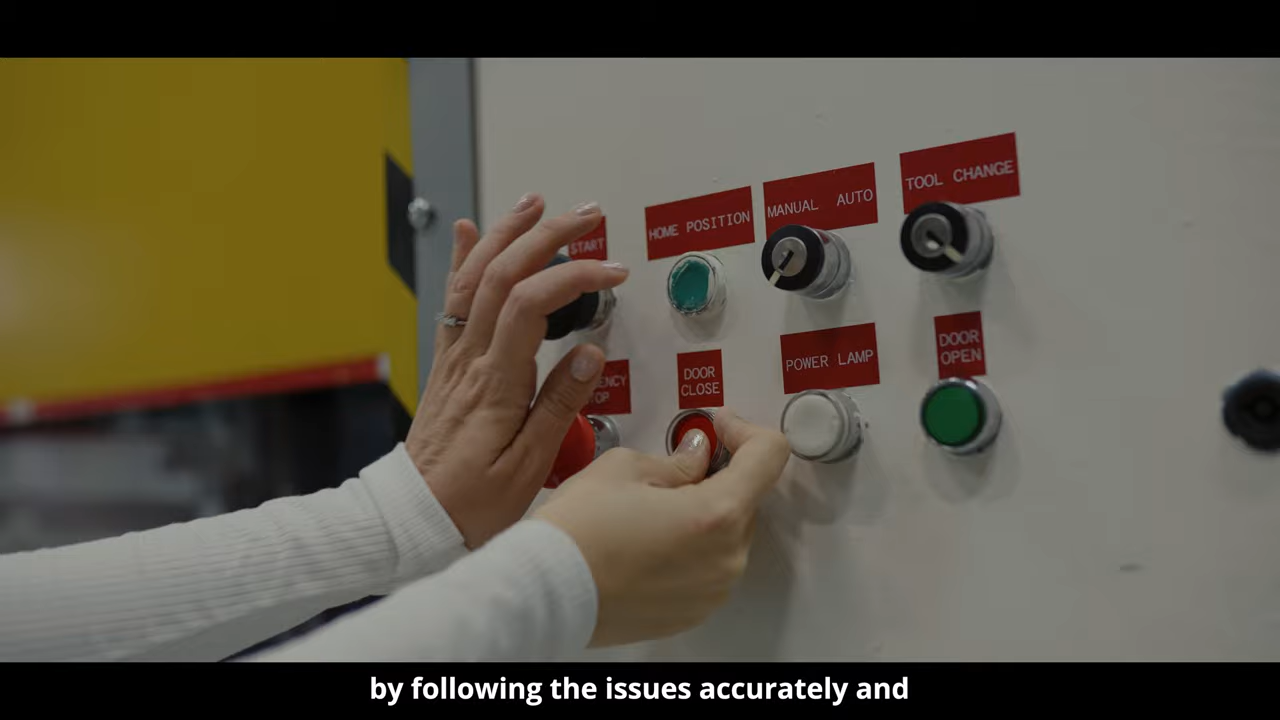 START
HOME POSITION
MANUAL AUTO
TOOL CHANGE
DOOR
CLOSE
POWER LAMP
DOOR
OPEN
by following the issues accurately and